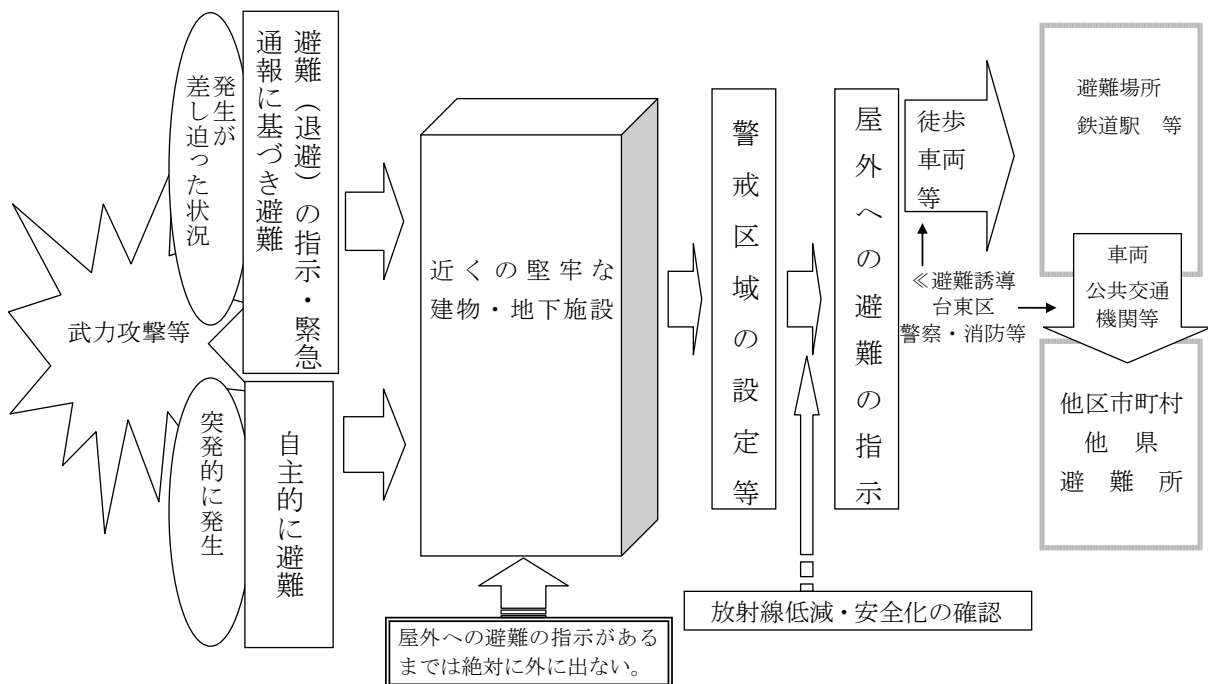 武力攻撃等
発生が
差し迫った状況
避難（退避）の指示・緊急
通報に基づき避難
突発的に発生
自主的に避難
近くの堅牢な
建物・地下施設
屋外への避難の指示がある
までは絶対に外に出ない。
警戒区域の設定等
放射線低減・安全化の確認
屋外への避難の指示
徒歩
車両
等
≪避難誘導
台東区
警察・消防等
避難場所
鉄道駅　等
車両
公共交通
機関等
他区市町村
他　県
避　難　所